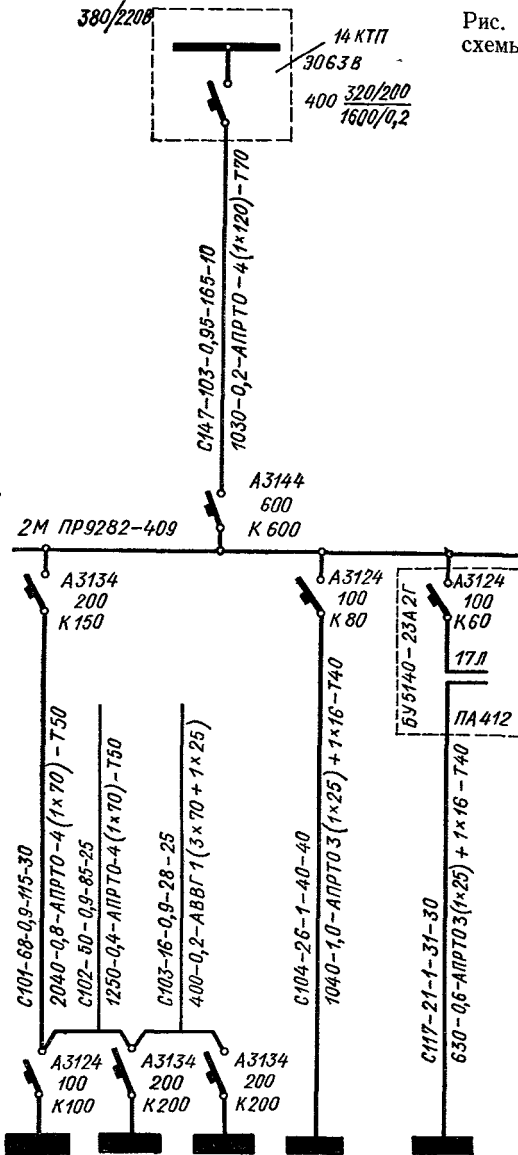 380/220В
Рис.
схемы
14 КТП
ЭО63В
400 320/200
1600/0,2
С147-103-0,95-165-10
1030-0,2-АПРТО-4(1×120)-Т70
А3144
600
К 600
2М ПР9282-409
А3134
200
К150
А3124
100
К 80
БУ5140-23А2Г
А3124
100
К60
17Л
ПА412
С101-68-0,9-115-30
2040-0,8-АПРТО-4(1×70)-Т50
С102-50-0,9-85-25
1250-0,4-АПРТО-4(1×70)-Т50
С103-16-0,9-28-25
400-0,2-АВВГ1(3×70+1×25)
С104-26-1-40-40
1040-1,0-АПРТО3(1×25)+1×16-Т40
С117-21-1-31-30
630-0,6-АПРТО3(1×25)+1×16-Т40
А3124
100
К100
А3134
200
К200
А3134
200
К200